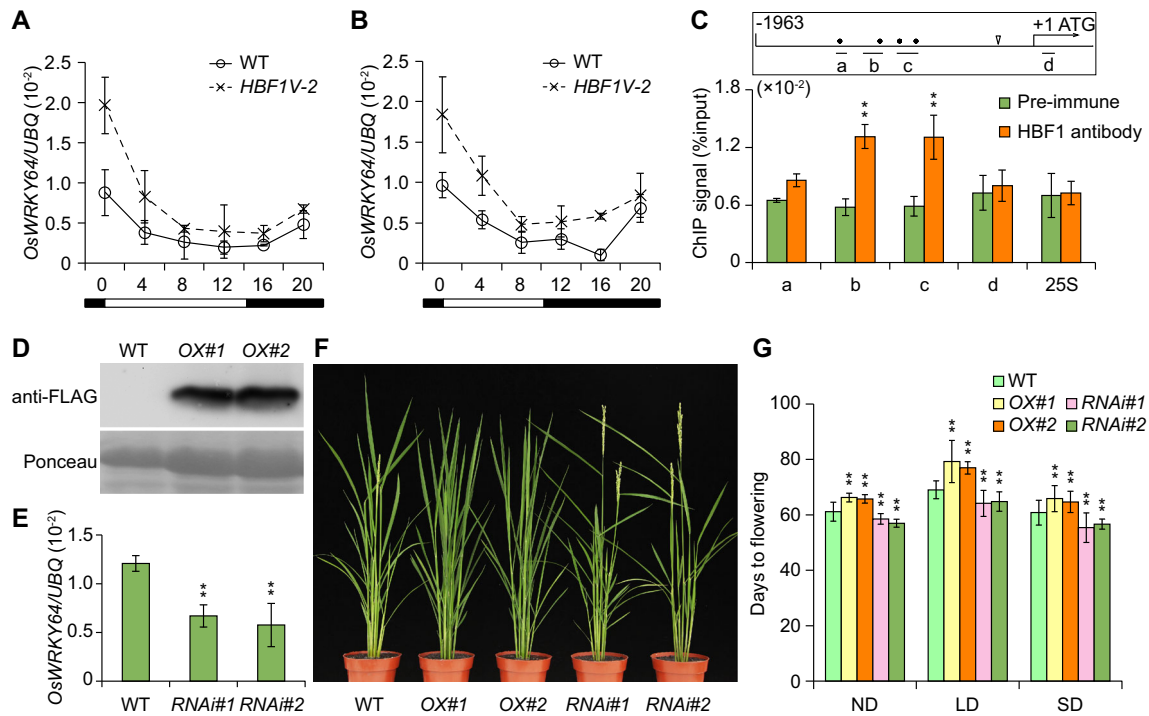 A
WT
HBF1V-2
OsWRKY64/UBQ (10-2)
2.5
2.0
1.5
1.0
0.5
0
0 4 8 12 16 20
B
WT
HBF1V-2
OsWRKY64/UBQ (10-2)
2.5
2.0
1.5
1.0
0.5
0
0 4 8 12 16 20
C
-1963
+1 ATG
a b c d
(×10-2)
Pre-immune
HBF1 antibody
ChIP signal (%input)
1.8
1.2
0.6
0
** **
a b c d 25S
D
WT OX#1 OX#2
anti-FLAG
Ponceau
E
OsWRKY64/UBQ (10-2)
1.5
1.0
0.5
0
** **
WT RNAi#1 RNAi#2
F
WT OX#1 OX#2 RNAi#1 RNAi#2
G
WT
OX#1 RNAi#1
OX#2 RNAi#2
Days to flowering
100
80
60
40
20
0
** ** ** ** ** ** ** ** ** ** ** **
ND LD SD